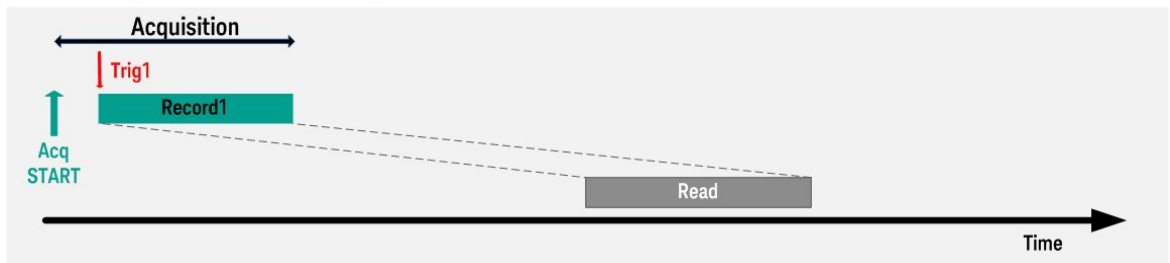 Acquisition
Trig1
Record1
Acq
START
Read
Time